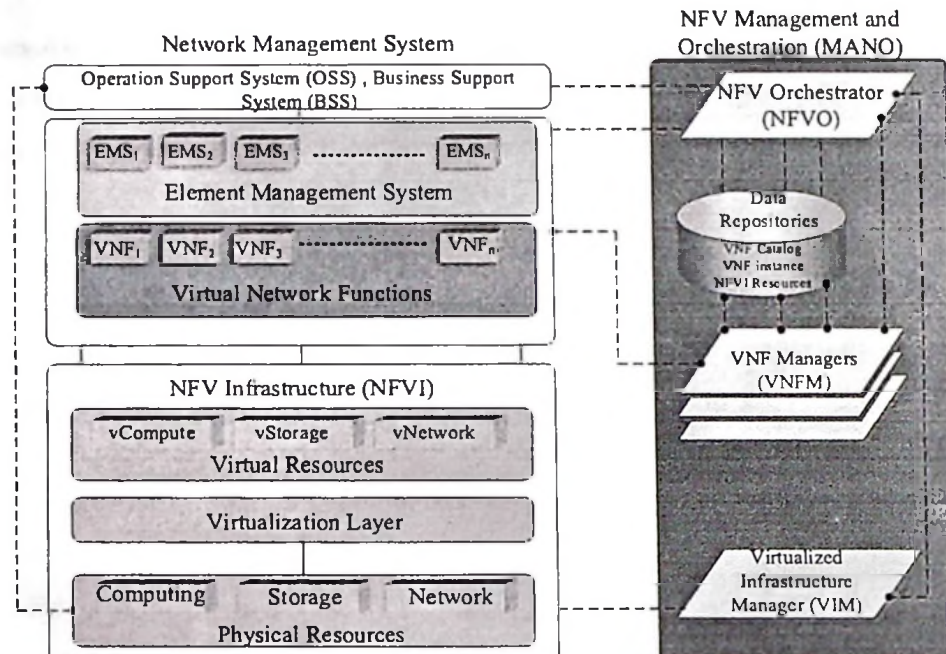 Network Management System
Operation Support System (OSS) , Business Support
System (BSS)
EMS₁ EMS₂ EMS₃ EMSₙ
Element Management System
VNF₁ VNF₂ VNF₃ VNFₙ
Virtual Network Functions
NFV Infrastructure (NFVI)
vCompute vStorage vNetwork
Virtual Resources
Virtualization Layer
Computing Storage Network
Physical Resources
NFV Management and
Orchestration (MANO)
NFV Orchestrator
(NFVO)
Data
Repositories
VNF Catalog
VNF instance
NFVI Resources
VNF Managers
(VNFM)
Virtualized
Infrastructure
Manager (VIM)